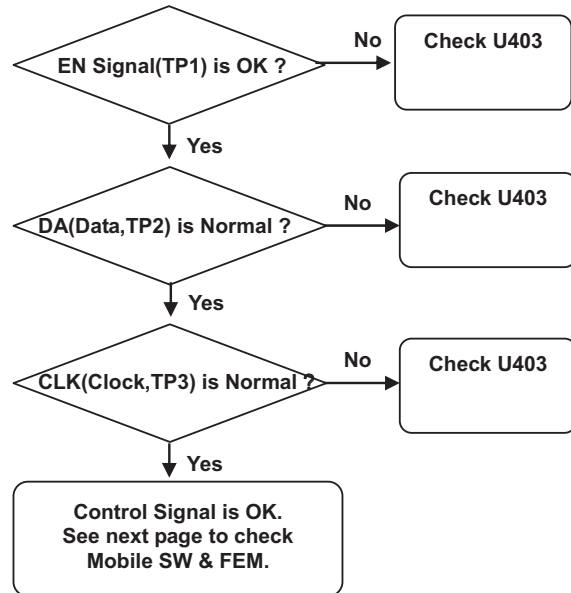 EN Signal(TP1) is OK ?
No
Check U403
Yes
DA(Data,TP2) is Normal ?
No
Check U403
Yes
CLK(Clock,TP3) is Normal ?
No
Check U403
Yes
Control Signal is OK.
See next page to check
Mobile SW & FEM.